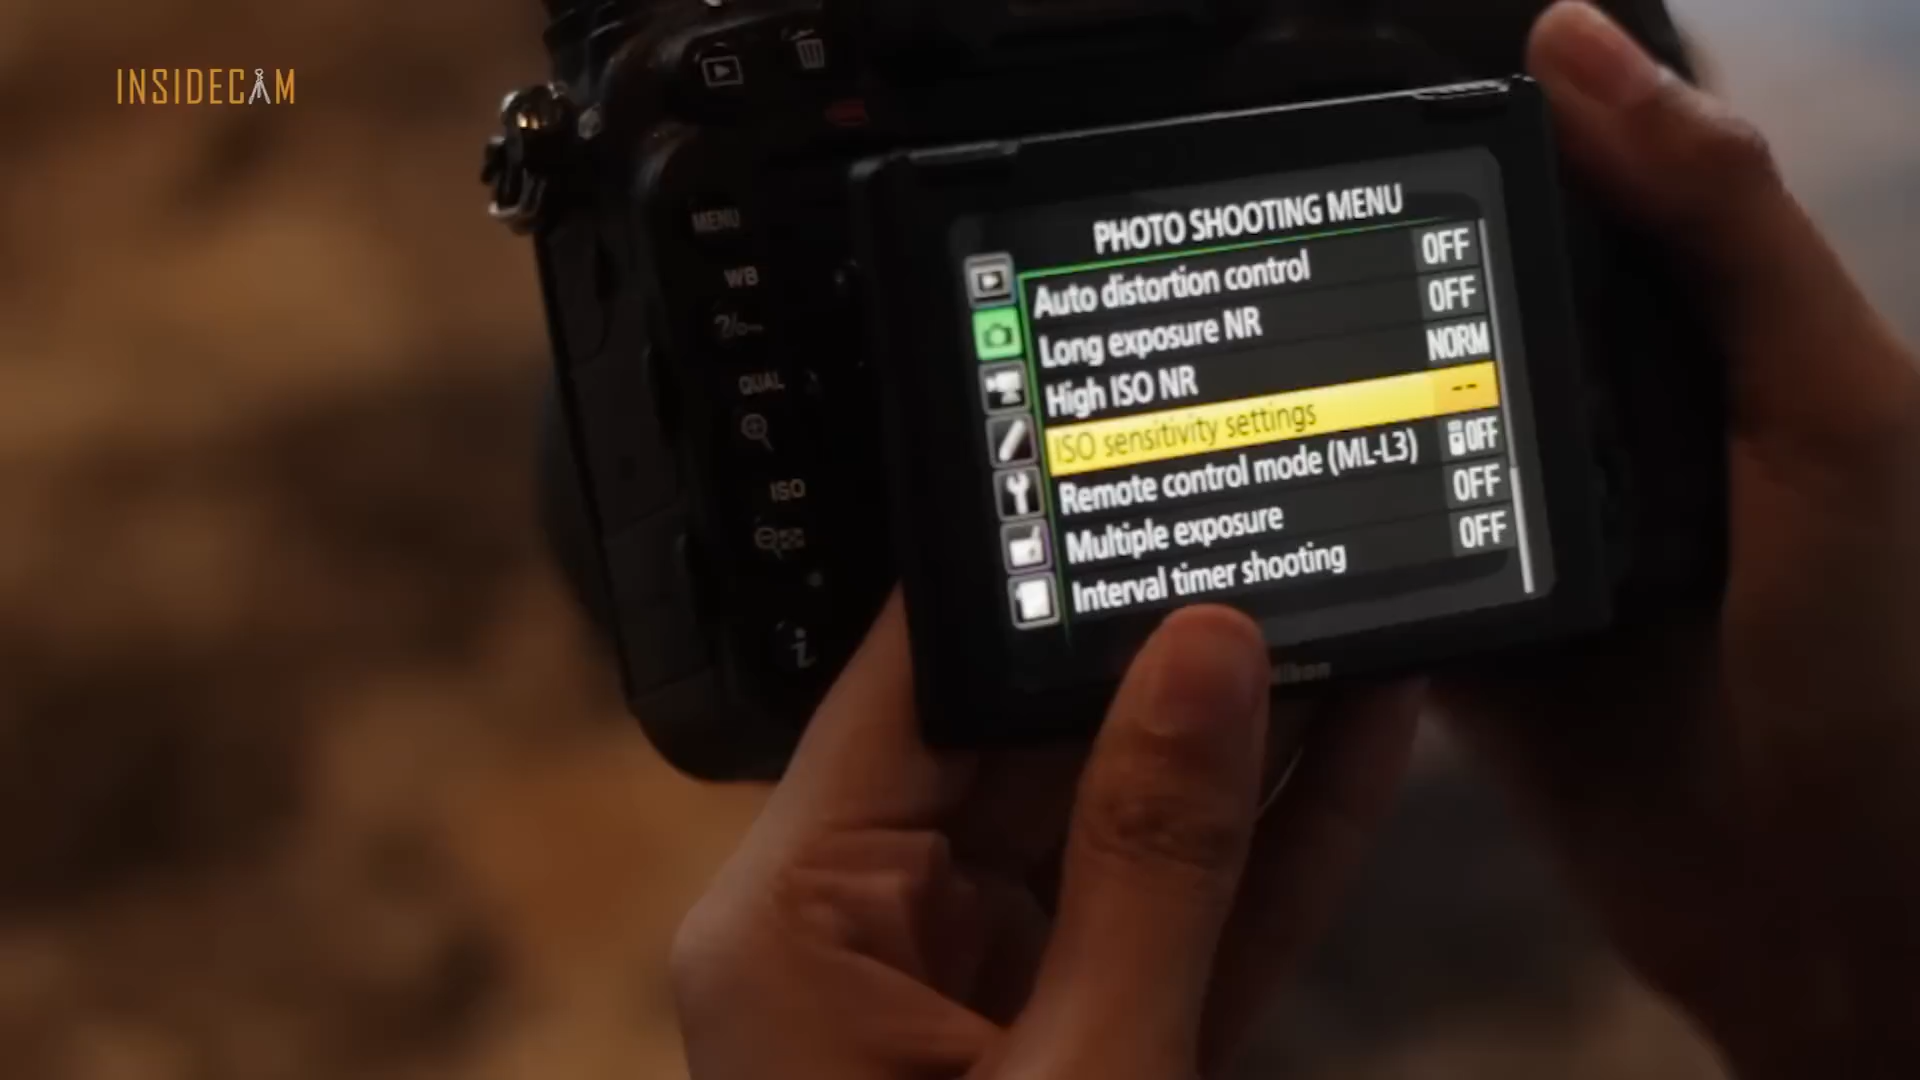 INSIDECAM
MENU
WB
QUAL
ISO
i
PHOTO SHOOTING MENU
Auto distortion control OFF
Long exposure NR OFF
High ISO NR NORM
ISO sensitivity settings --
Remote control mode (ML-L3) OFF
Multiple exposure OFF
Interval timer shooting OFF
Nikon